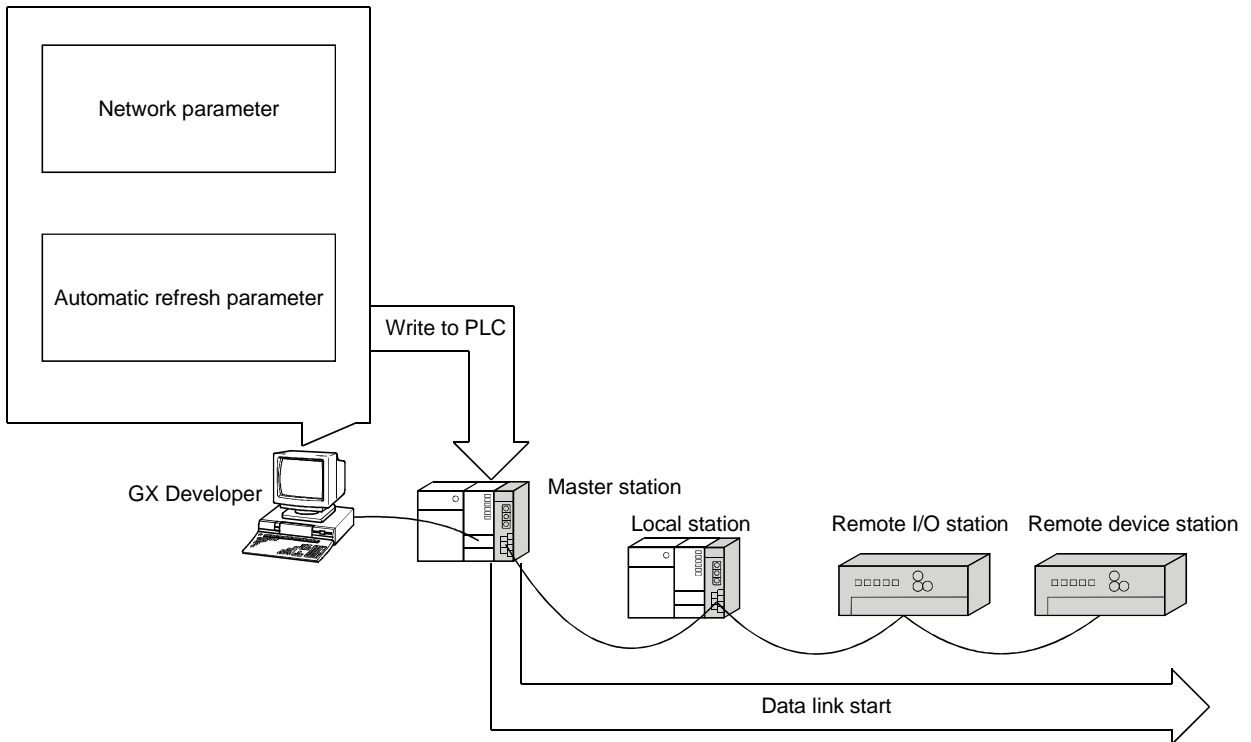 Network parameter
Automatic refresh parameter
Write to PLC
GX Developer
Master station
Local station
Remote I/O station
Remote device station
Data link start